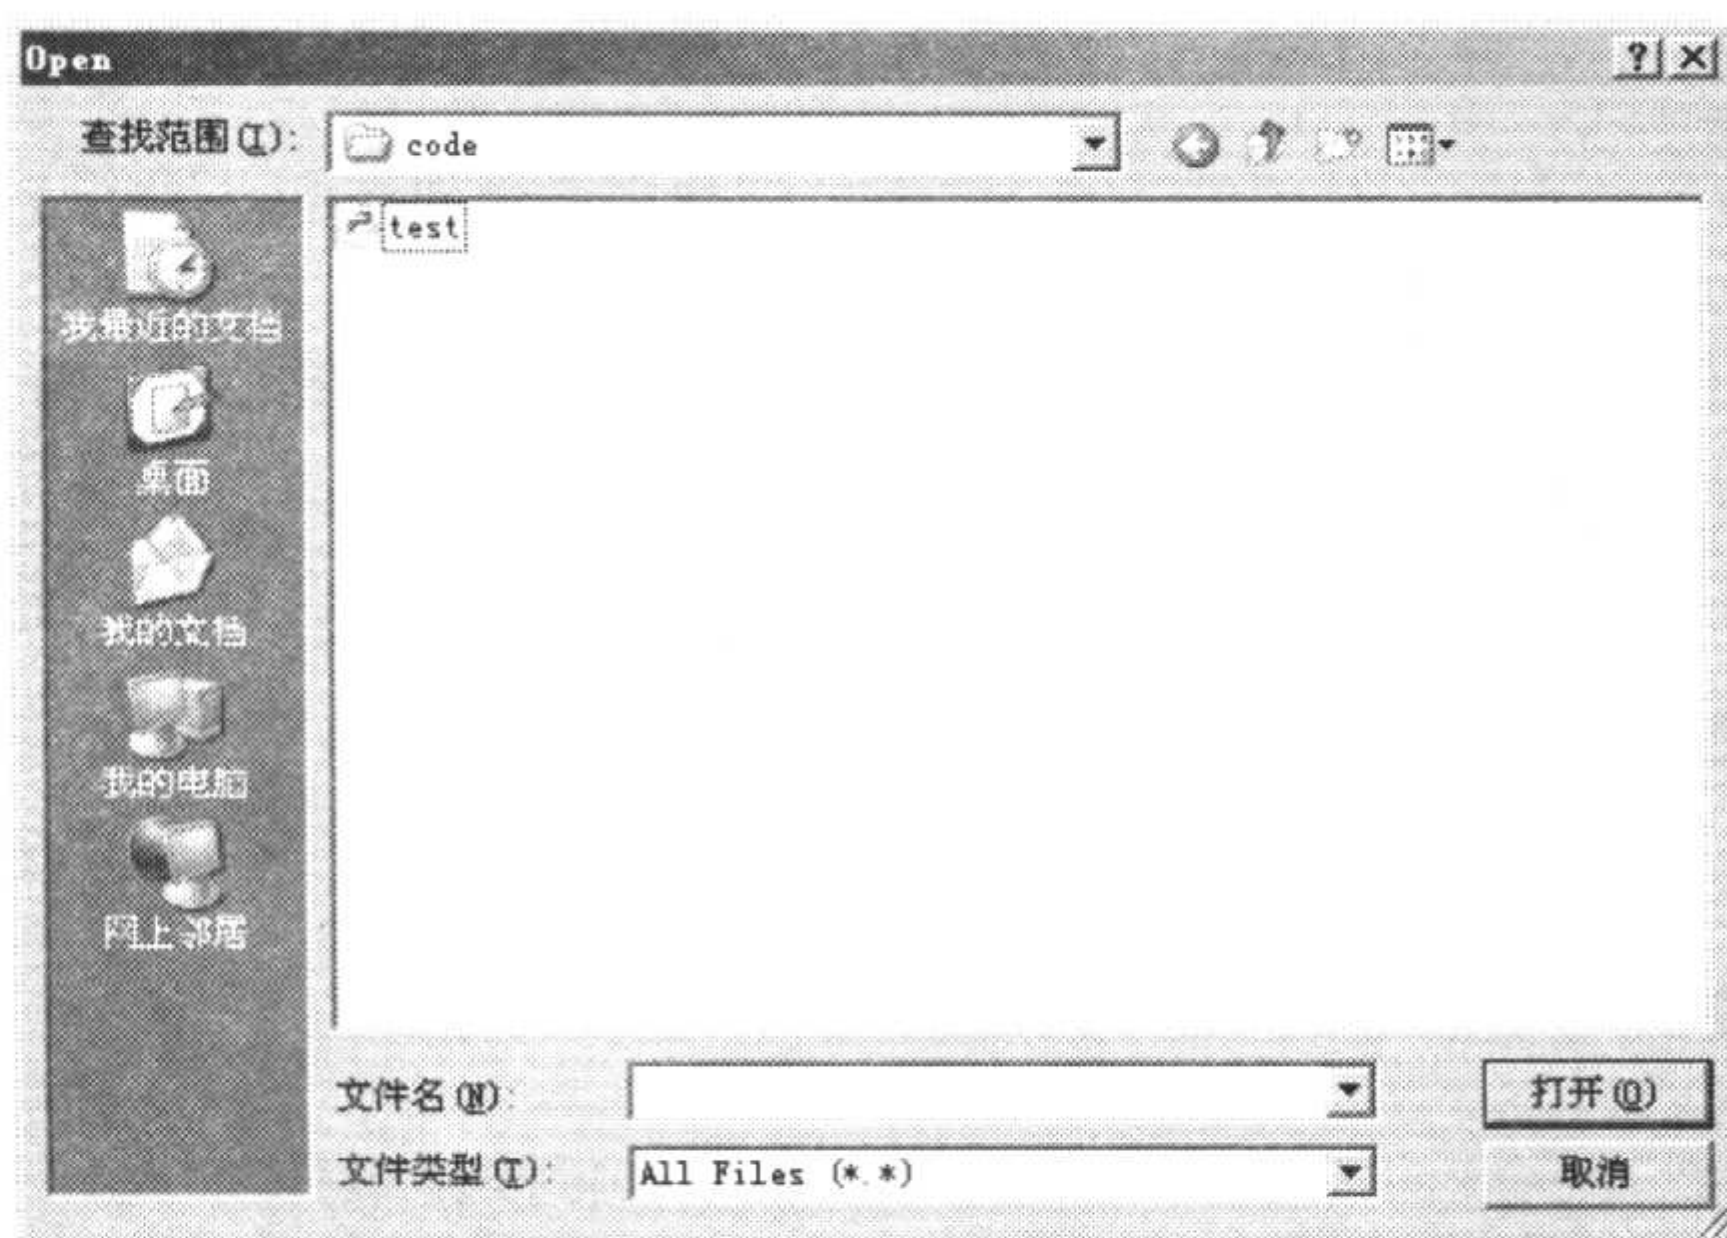 Open
查找范围(I): code
test
我最近的文档
桌面
我的文档
我的电脑
网上邻居
文件名(N): 打开(O)
文件类型(T): All Files (*.*) 取消